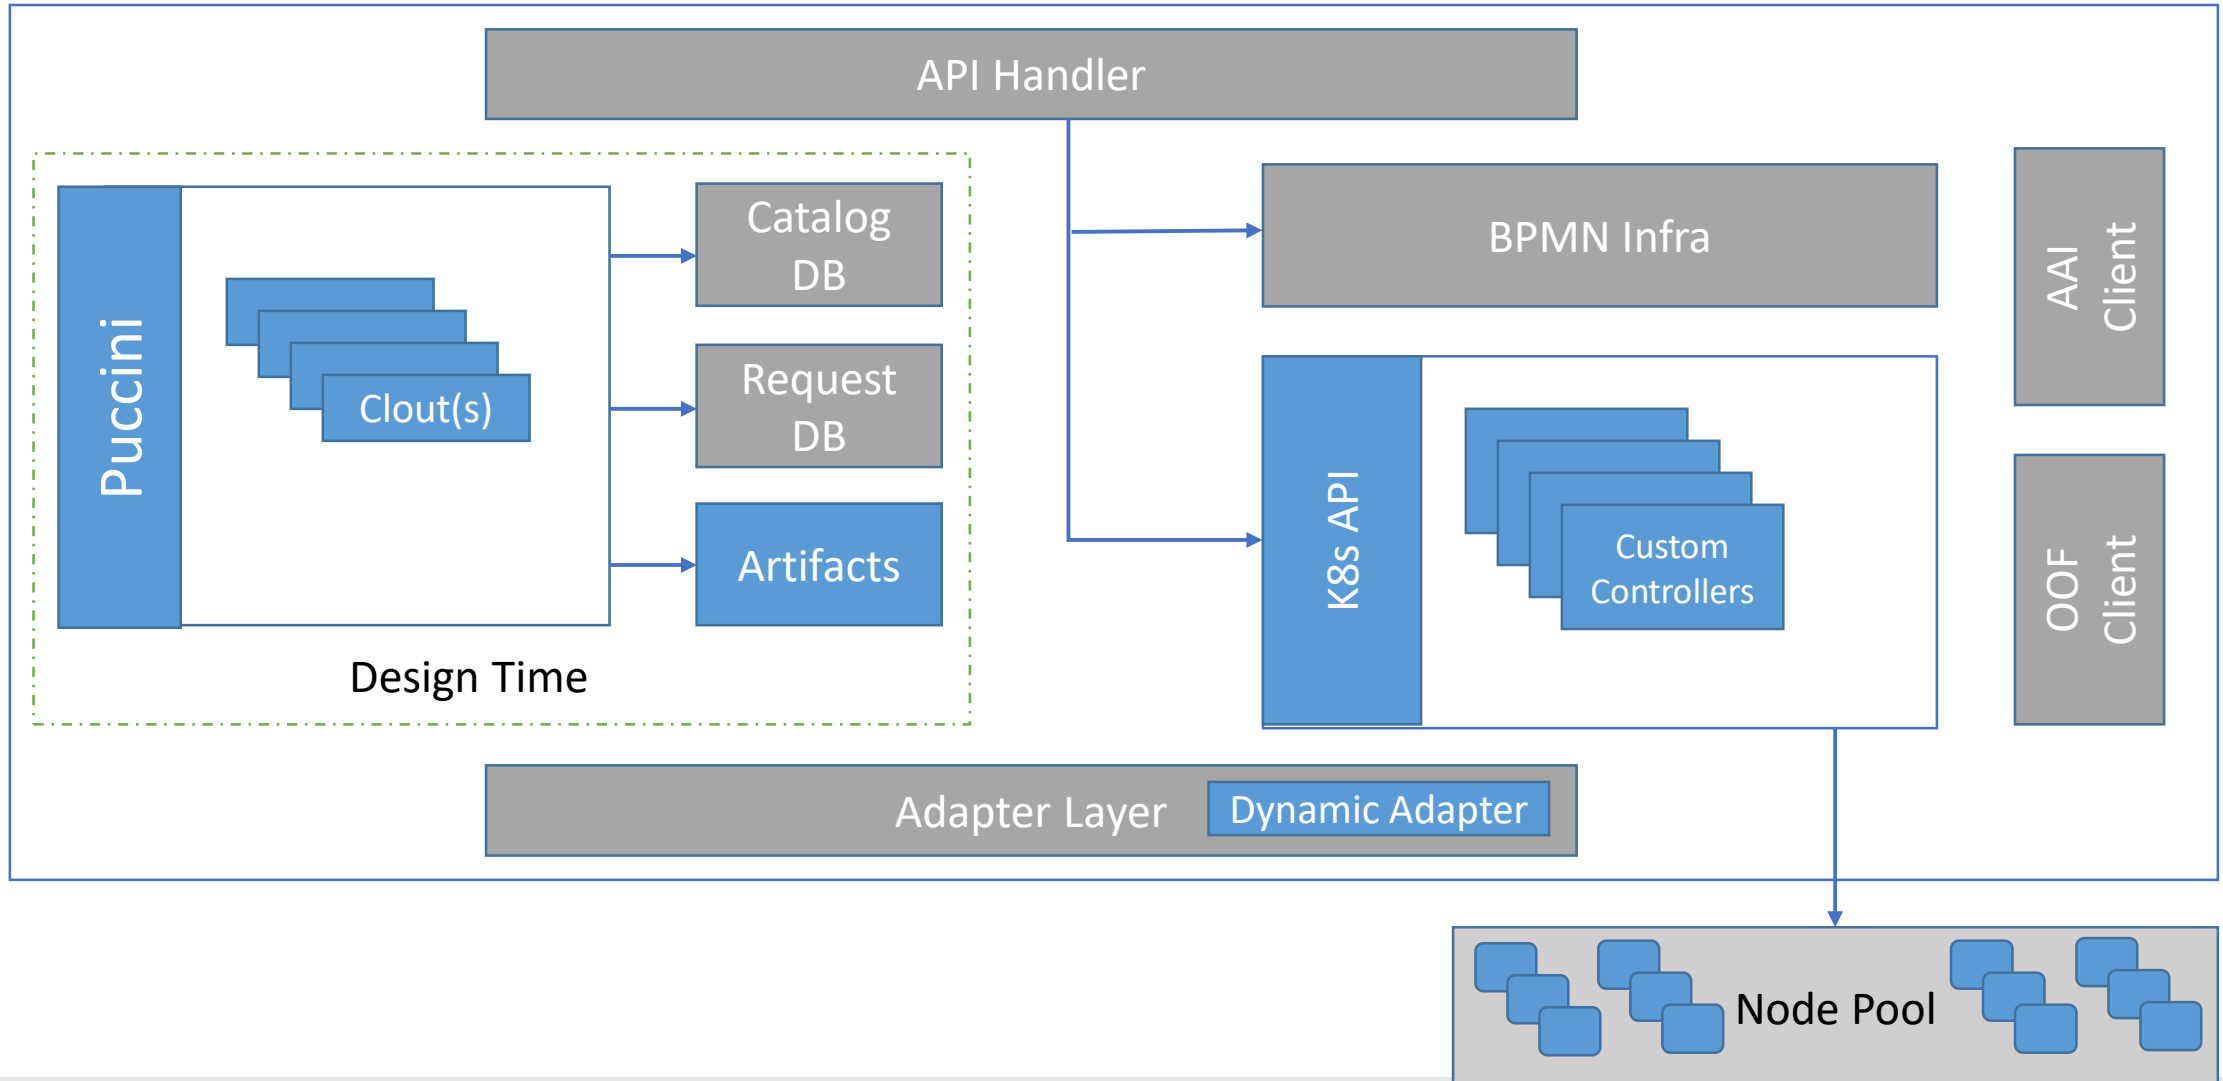 API Handler
Puccini
Clout(s)
Catalog
DB
Request
DB
Artifacts
Design Time
BPMN Infra
K8s API
Custom
Controllers
AAI
Client
OOF
Client
Adapter Layer
Dynamic Adapter
Node Pool